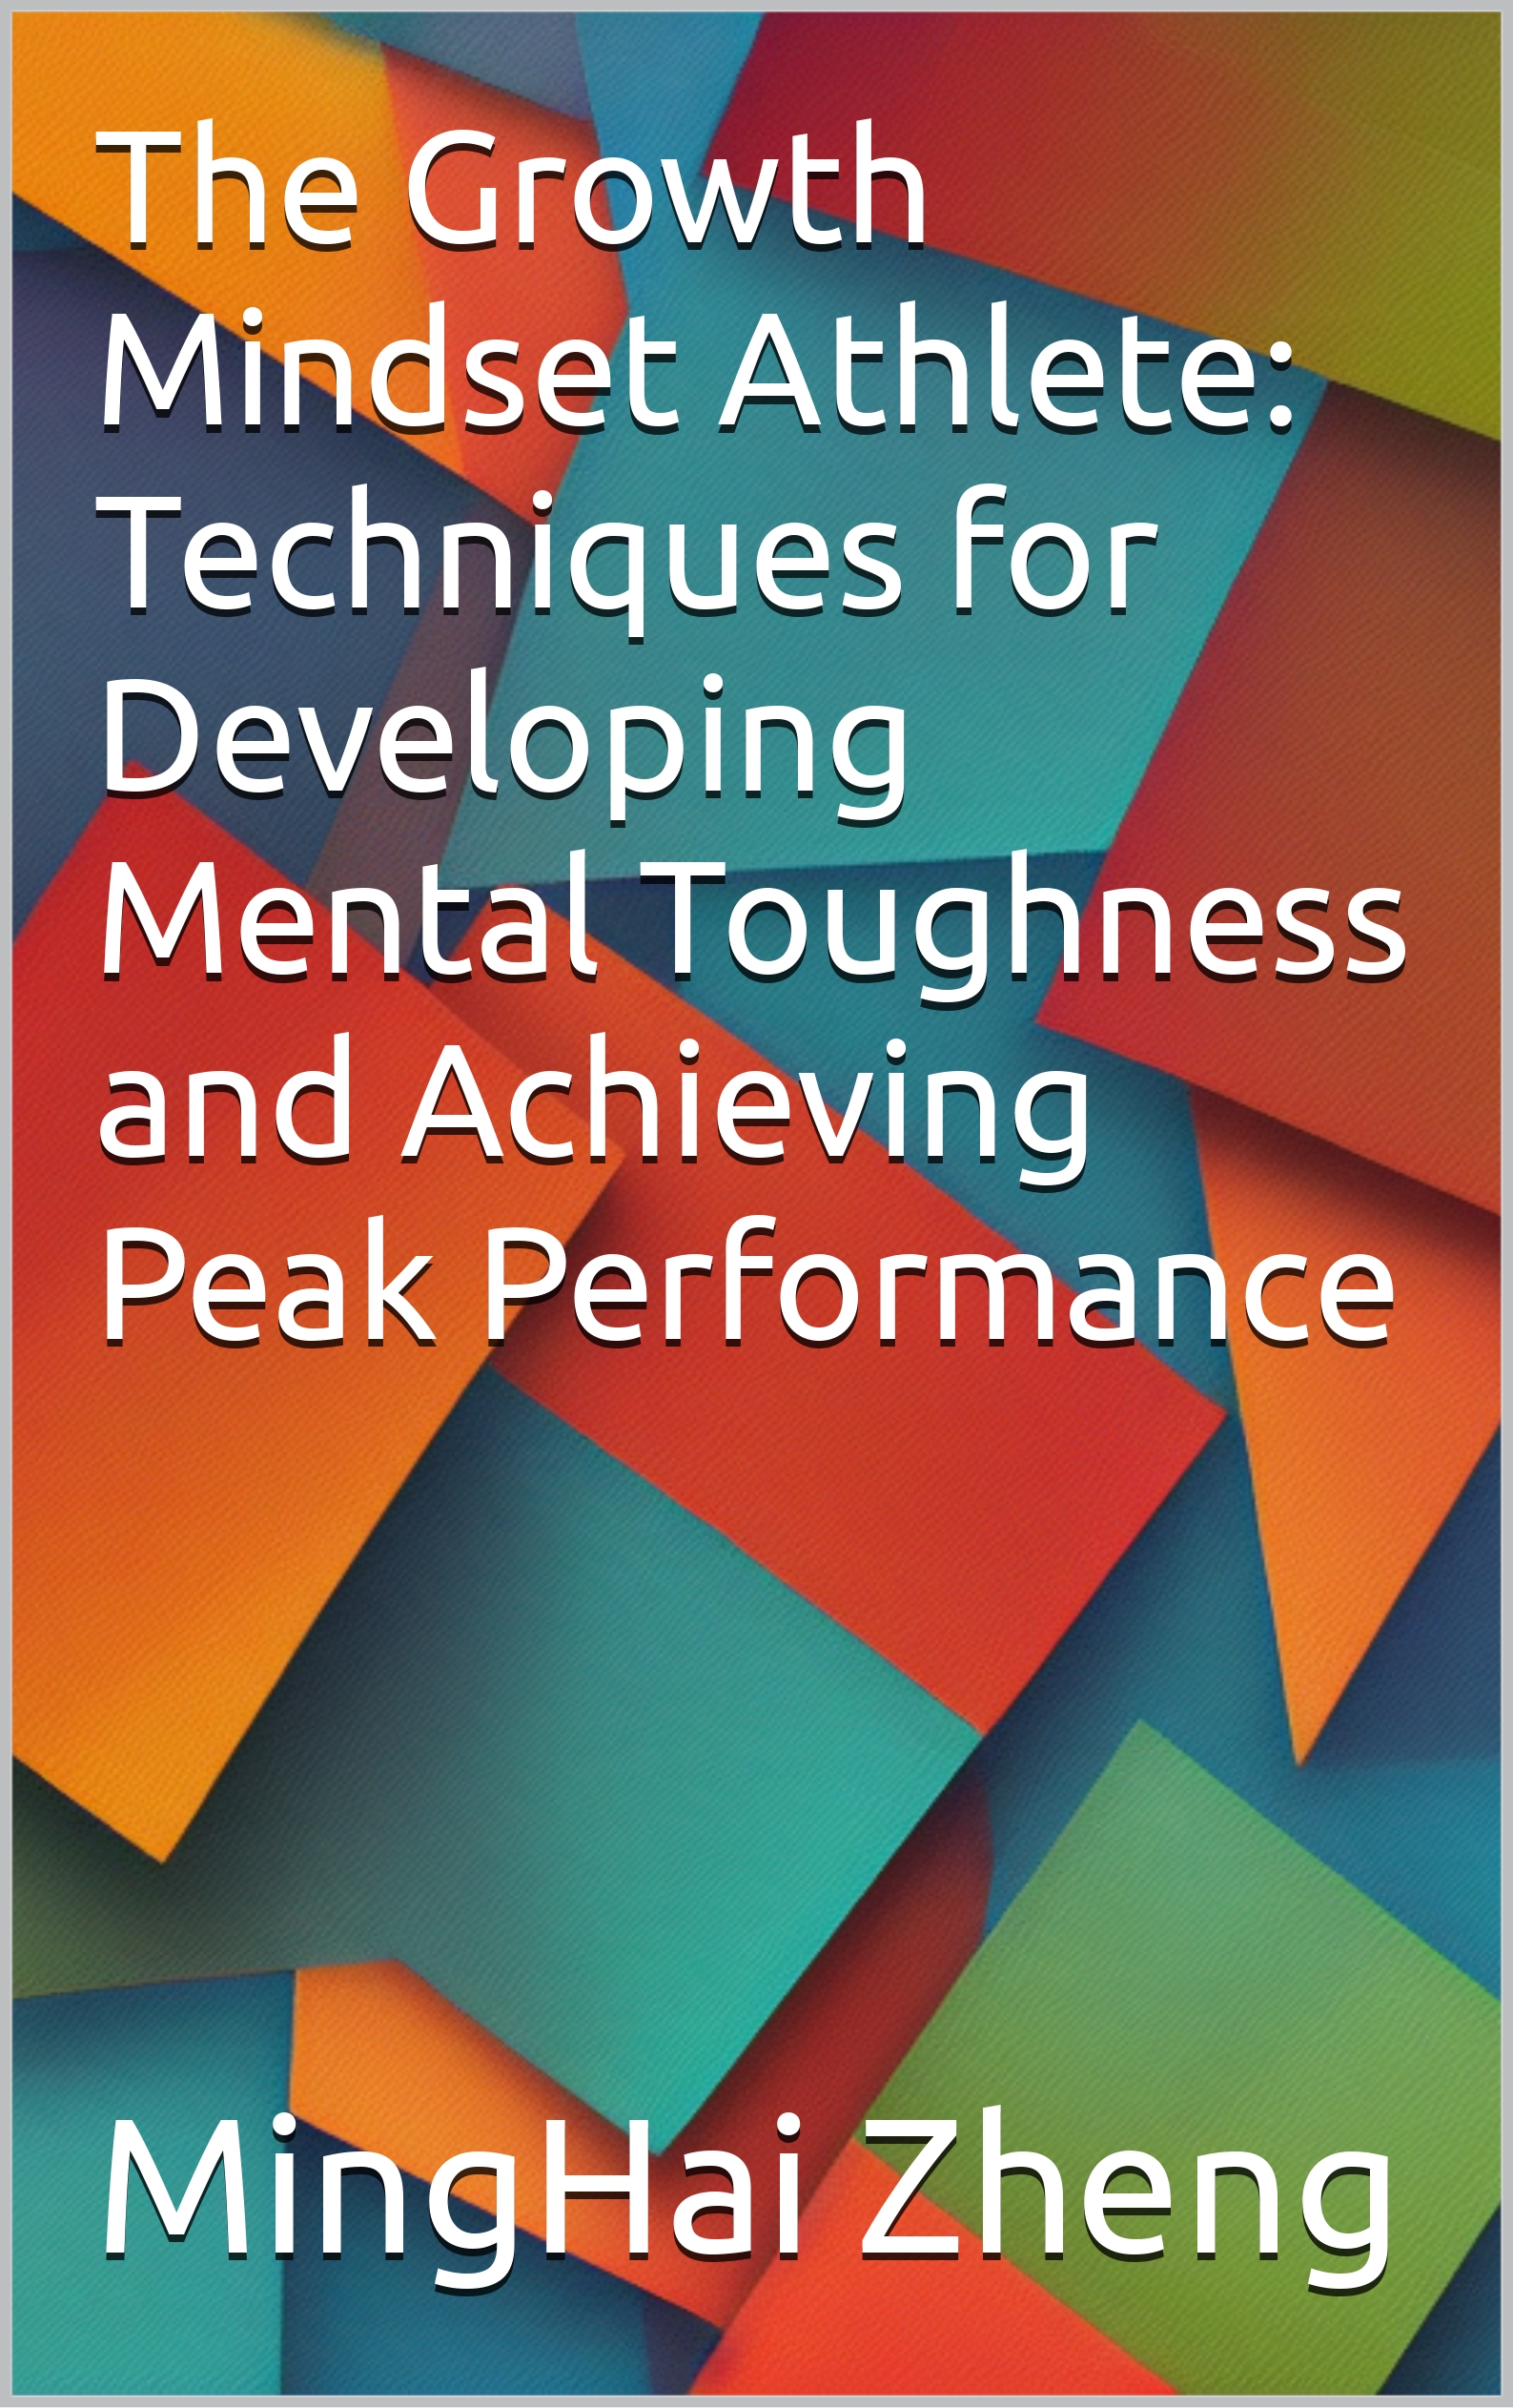 The Growth
Mindset Athlete:
Techniques for
Developing
Mental Toughness
and Achieving
Peak Performance
MingHai Zheng